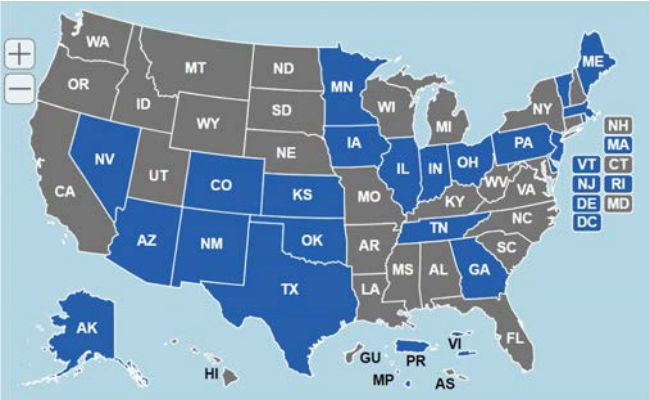 +
−
WA
OR
CA
NV
ID
MT
WY
UT
AZ
CO
NM
ND
SD
NE
KS
OK
TX
MN
IA
MO
AR
LA
WI
IL
IN
MI
OH
KY
TN
MS
AL
GA
FL
SC
NC
VA
WV
PA
NY
ME
NH
MA
VT CT
NJ RI
DE MD
DC
AK
HI
GU
MP
PR
VI
AS